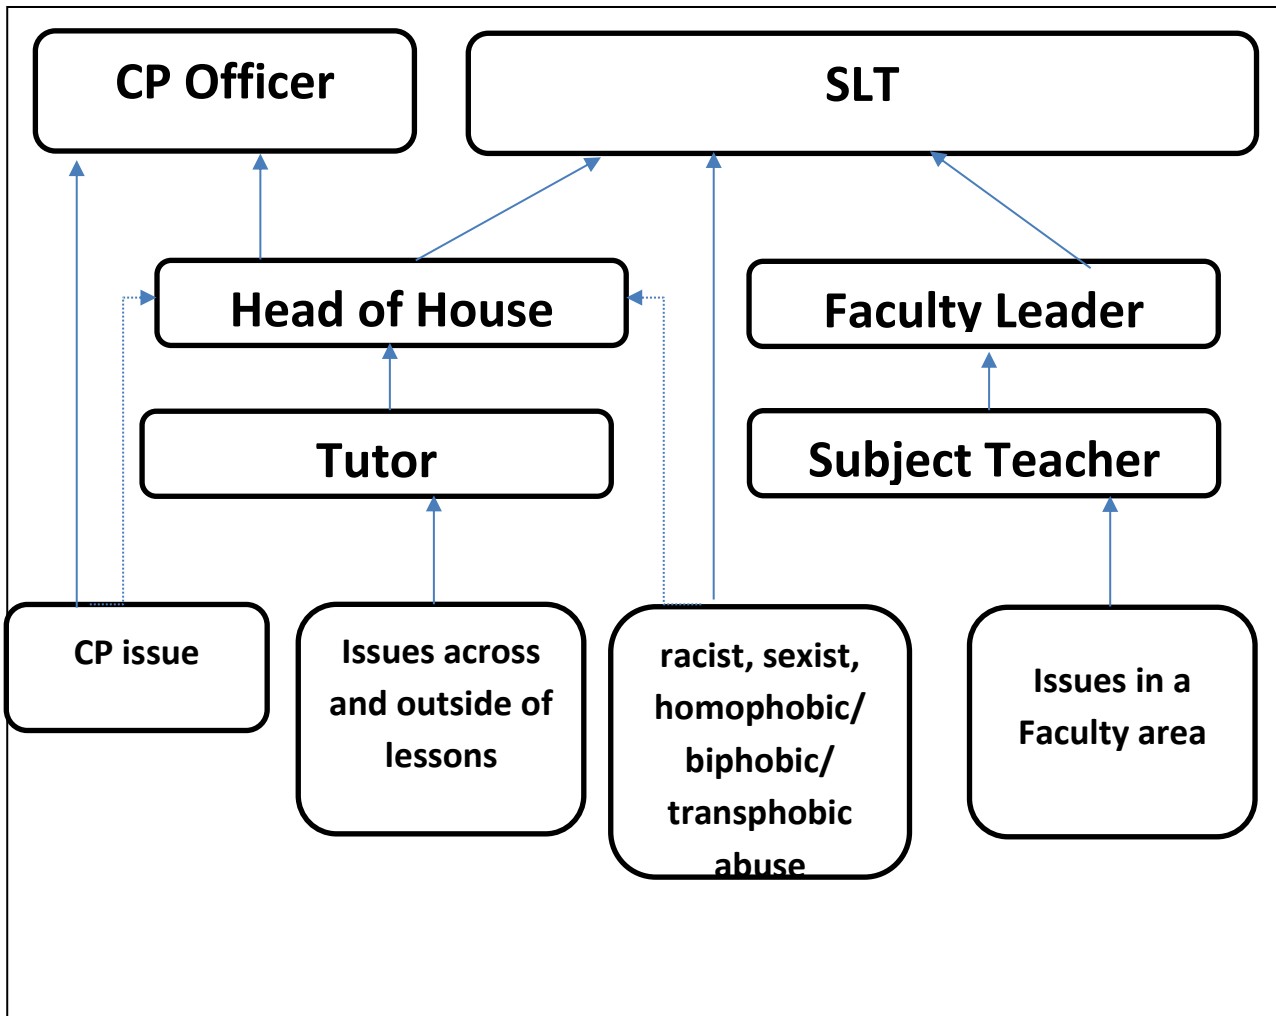 CP Officer
SLT
Head of House
Faculty Leader
Tutor
Subject Teacher
CP issue
Issues across
and outside of
lessons
racist, sexist,
homophobic/
biphobic/
transphobic
abuse
Issues in a
Faculty area